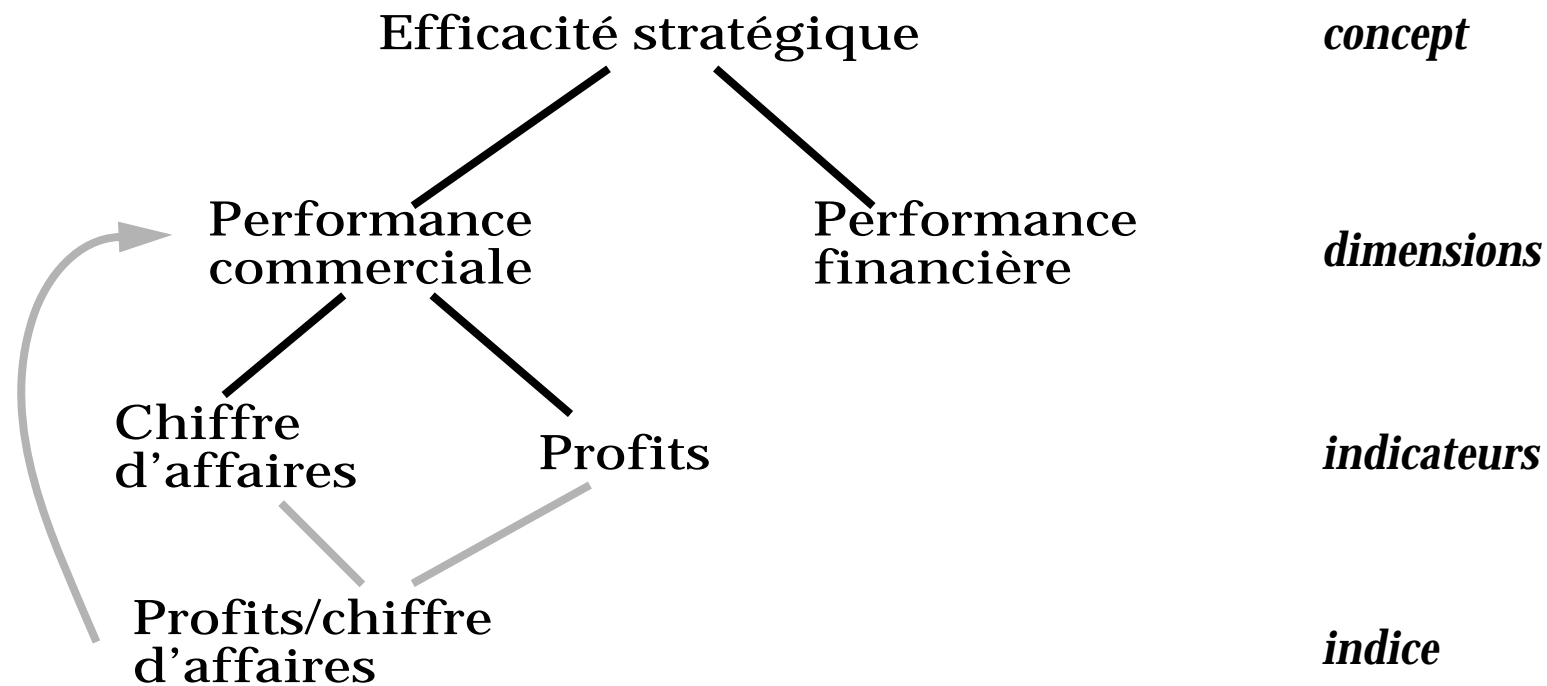 Efficacité stratégique
concept
Performance
commerciale
Performance
financière
dimensions
Chiffre
d’affaires
Profits
indicateurs
Profits/chiffre
d’affaires
indice